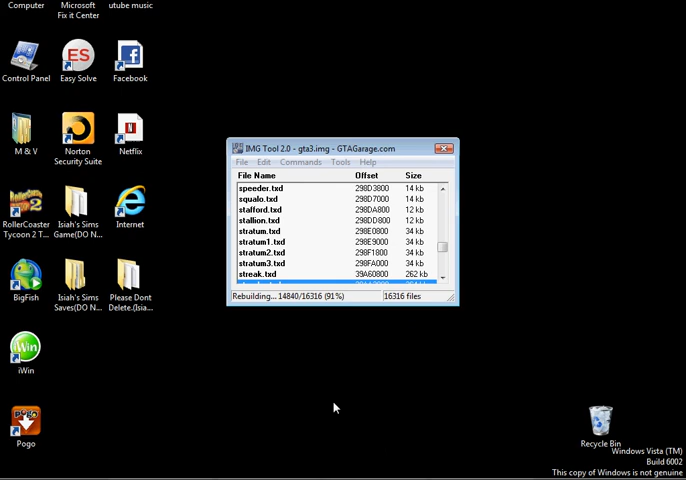 Computer
Microsoft
Fix it Center
utube music
Control Panel
ES
Easy Solve
Facebook
M & V
Norton
Security Suite
N
Netflix
RollerCoaster
Tycoon 2 T...
Isiah's Sims
Game(DO N...
Internet
BigFish
Isiah's Sims
Saves(DO N...
Please Dont
Delete.(Isia...
iWin
iWin
POGO
Pogo
IMG Tool 2.0 - gta3.img - GTAGarage.com
File Edit Commands Tools Help
File Name Offset Size
speeder.txd 298D3800 14 kb
squalo.txd 298D7000 14 kb
stafford.txd 298DA800 12 kb
stallion.txd 298DD800 12 kb
stratum.txd 298E0800 34 kb
stratum1.txd 298E9000 34 kb
stratum2.txd 298F1800 34 kb
stratum3.txd 298FA000 34 kb
streak.txd 39A60800 262 kb
Rebuilding... 14840/16316 (91%) 16316 files
Recycle Bin
Windows Vista (TM)
Build 6002
This copy of Windows is not genuine